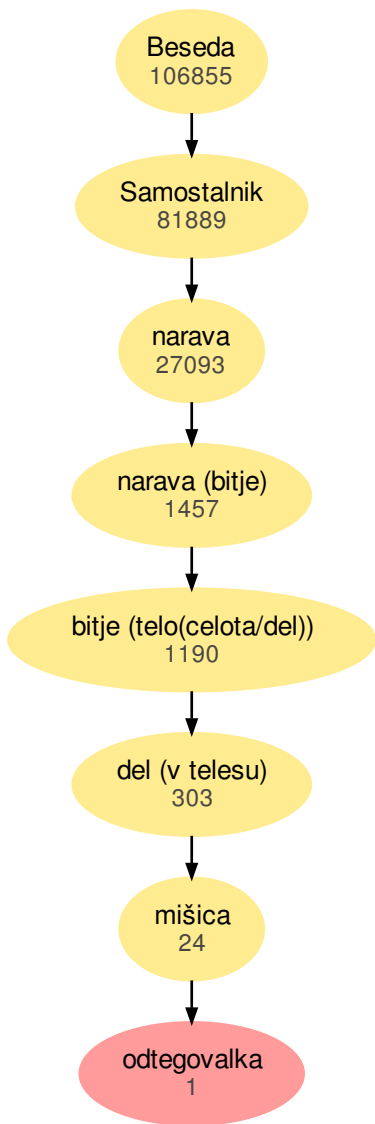 Beseda
106855
Samostalnik
81889
narava
27093
narava (bitje)
1457
bitje (telo(celota/del))
1190
del (v telesu)
303
mišica
24
odtegovalka
1